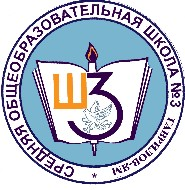 СРЕДНЯЯ ОБЩЕОБРАЗОВАТЕЛЬНАЯ ШКОЛА №3
Ш3
* ГАВРИЛОВ-ЯМ *